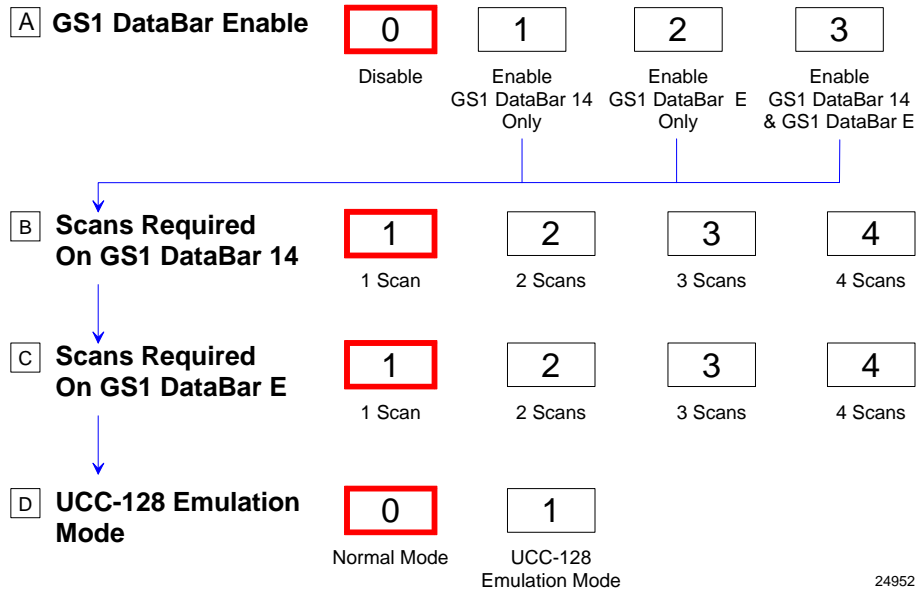 A GS1 DataBar Enable 0 1 2 3
Disable Enable Enable Enable
GS1 DataBar 14 GS1 DataBar E GS1 DataBar 14
Only Only & GS1 DataBar E
B Scans Required
On GS1 DataBar 14
1 2 3 4
1 Scan 2 Scans 3 Scans 4 Scans
C Scans Required
On GS1 DataBar E
1 2 3 4
1 Scan 2 Scans 3 Scans 4 Scans
D UCC-128 Emulation
Mode
0 1
Normal Mode UCC-128
Emulation Mode
24952